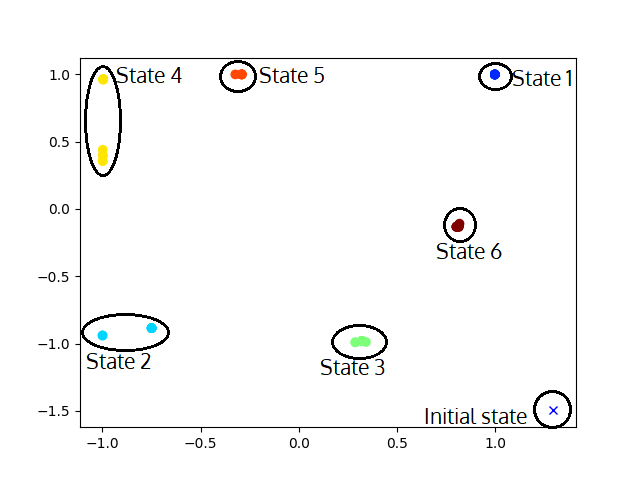 1.0
State 4
State 5
State 1
0.5
0.0
State 6
−0.5
−1.0
State 2
State 3
−1.5
Initial state
−1.0 −0.5 0.0 0.5 1.0